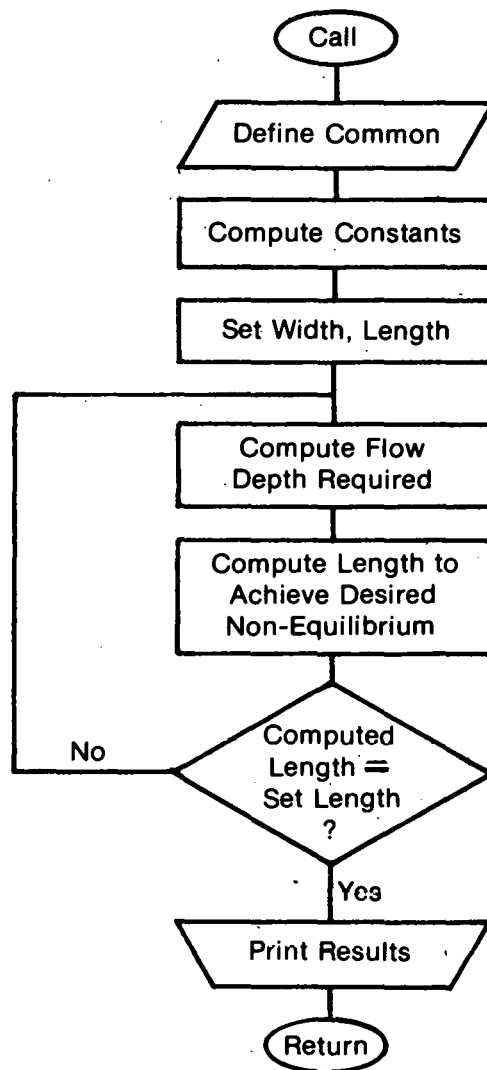 Call
Define Common
Compute Constants
Set Width, Length
Compute Flow
Depth Required
Compute Length to
Achieve Desired
Non-Equilibrium
Computed
Length =
Set Length
?
No
Yes
Print Results
Return